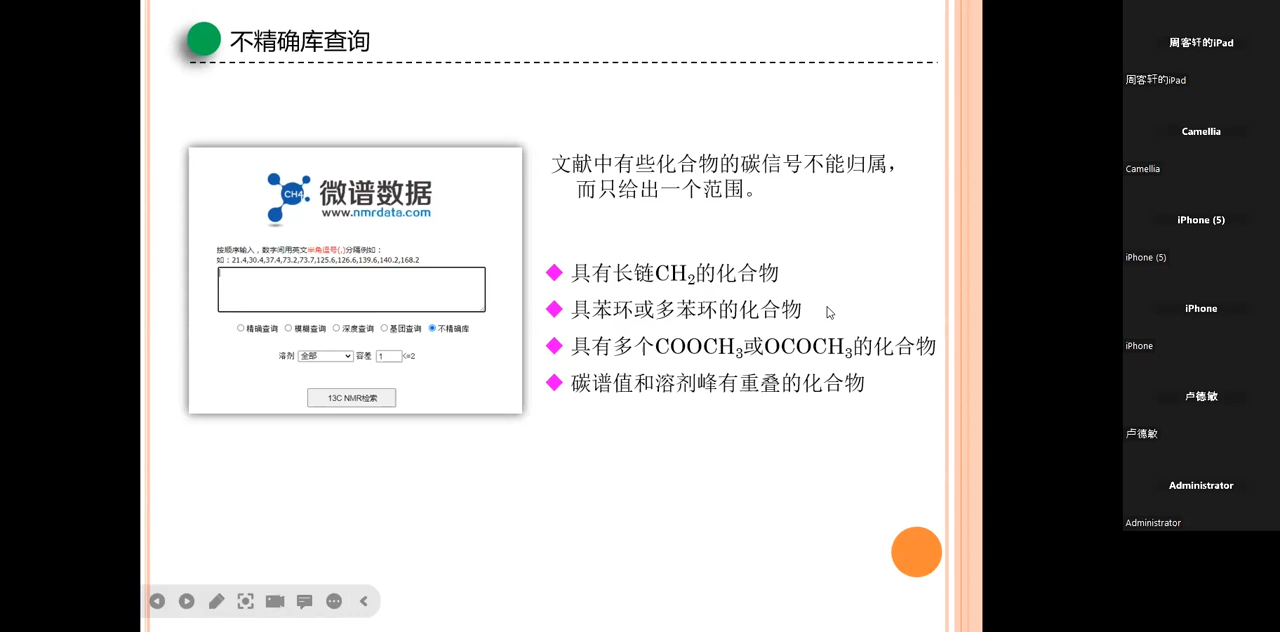 不精确库查询
CH4
微谱数据
www.nmrdata.com
按顺序输入，数字间用英文半角逗号(,)分隔例如：
如：21.4,30.4,37.4,73.2,73.7,125.6,126.6,139.6,140.2,168.2
精确查询 模糊查询 深度查询 基团查询 不精确库
溶剂 全部 容差 1 <=2
13C NMR检索
文献中有些化合物的碳信号不能归属，
而只给出一个范围。
具有长链CH₂的化合物
具苯环或多苯环的化合物
具有多个COOCH₃或OCOCH₃的化合物
碳谱值和溶剂峰有重叠的化合物
周客轩的iPad
周客轩的iPad
Camellia
Camellia
iPhone (5)
iPhone (5)
iPhone
iPhone
卢德敏
卢德敏
Administrator
Administrator